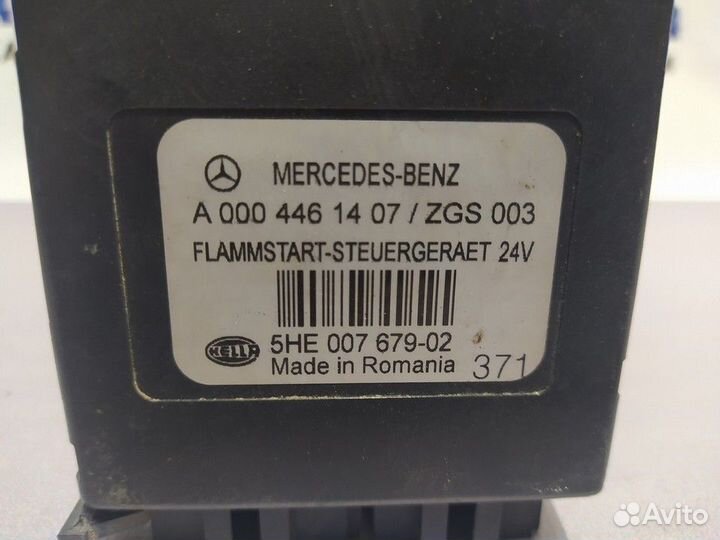 MERCEDES-BENZ
A 000 446 14 07 / ZGS 003
FLAMMSTART-STEUERGERAET 24V
HELLA
5HE 007 679-02
Made in Romania
371
Avito